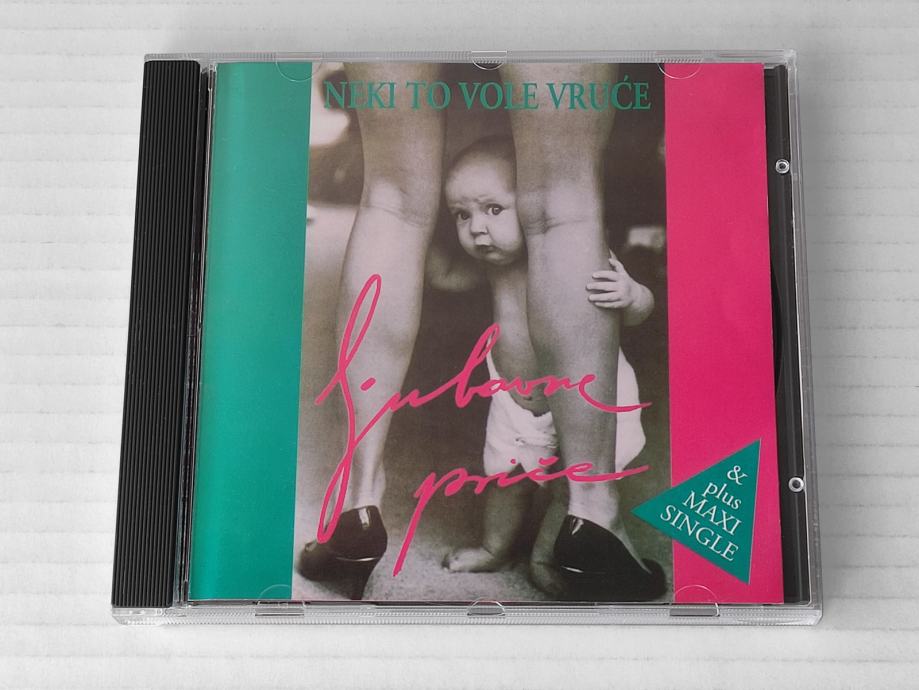 NEKI TO VOLE VRUĆE
Ljubavne
priče
&
plus
MAXI
SINGLE